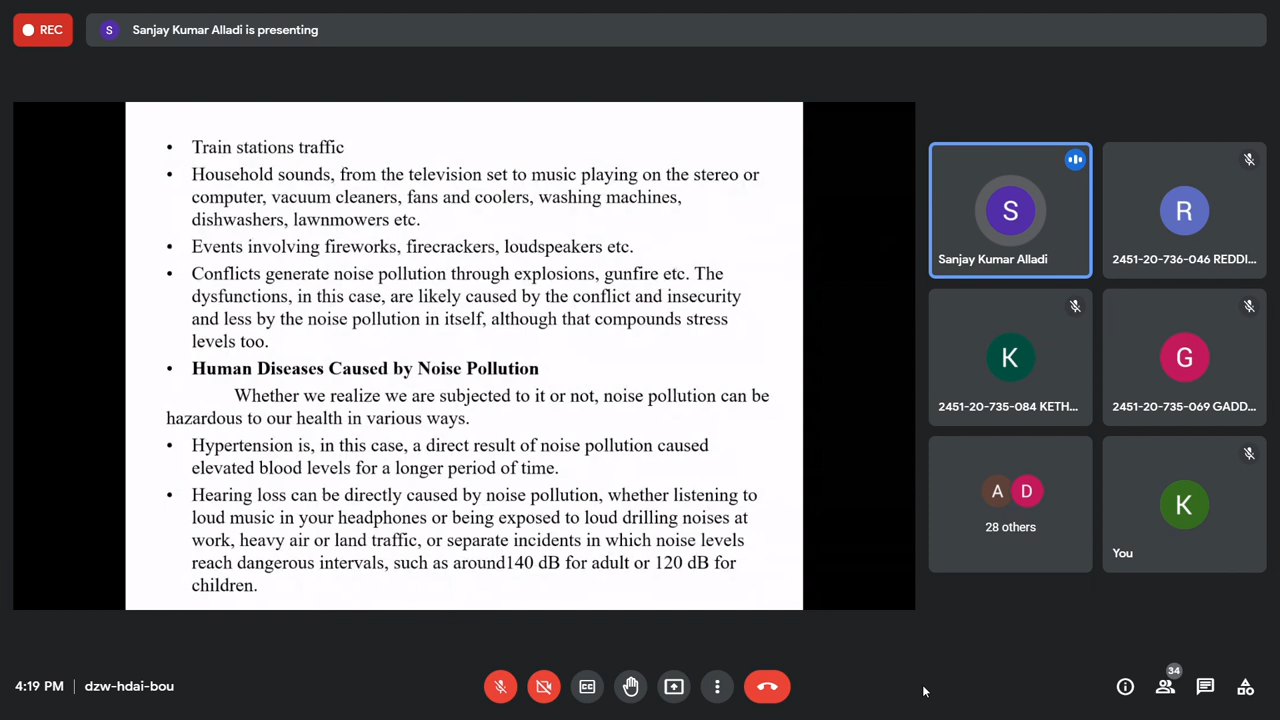 REC
S
Sanjay Kumar Alladi is presenting
• Train stations traffic
• Household sounds, from the television set to music playing on the stereo or
computer, vacuum cleaners, fans and coolers, washing machines,
dishwashers, lawnmowers etc.
• Events involving fireworks, firecrackers, loudspeakers etc.
• Conflicts generate noise pollution through explosions, gunfire etc. The
dysfunctions, in this case, are likely caused by the conflict and insecurity
and less by the noise pollution in itself, although that compounds stress
levels too.
• Human Diseases Caused by Noise Pollution
Whether we realize we are subjected to it or not, noise pollution can be
hazardous to our health in various ways.
• Hypertension is, in this case, a direct result of noise pollution caused
elevated blood levels for a longer period of time.
• Hearing loss can be directly caused by noise pollution, whether listening to
loud music in your headphones or being exposed to loud drilling noises at
work, heavy air or land traffic, or separate incidents in which noise levels
reach dangerous intervals, such as around140 dB for adult or 120 dB for
children.
S
Sanjay Kumar Alladi
R
2451-20-736-046 REDDI...
K
2451-20-735-084 KETH...
G
2451-20-735-069 GADD...
A D
28 others
K
You
4:19 PM | dzw-hdai-bou
34